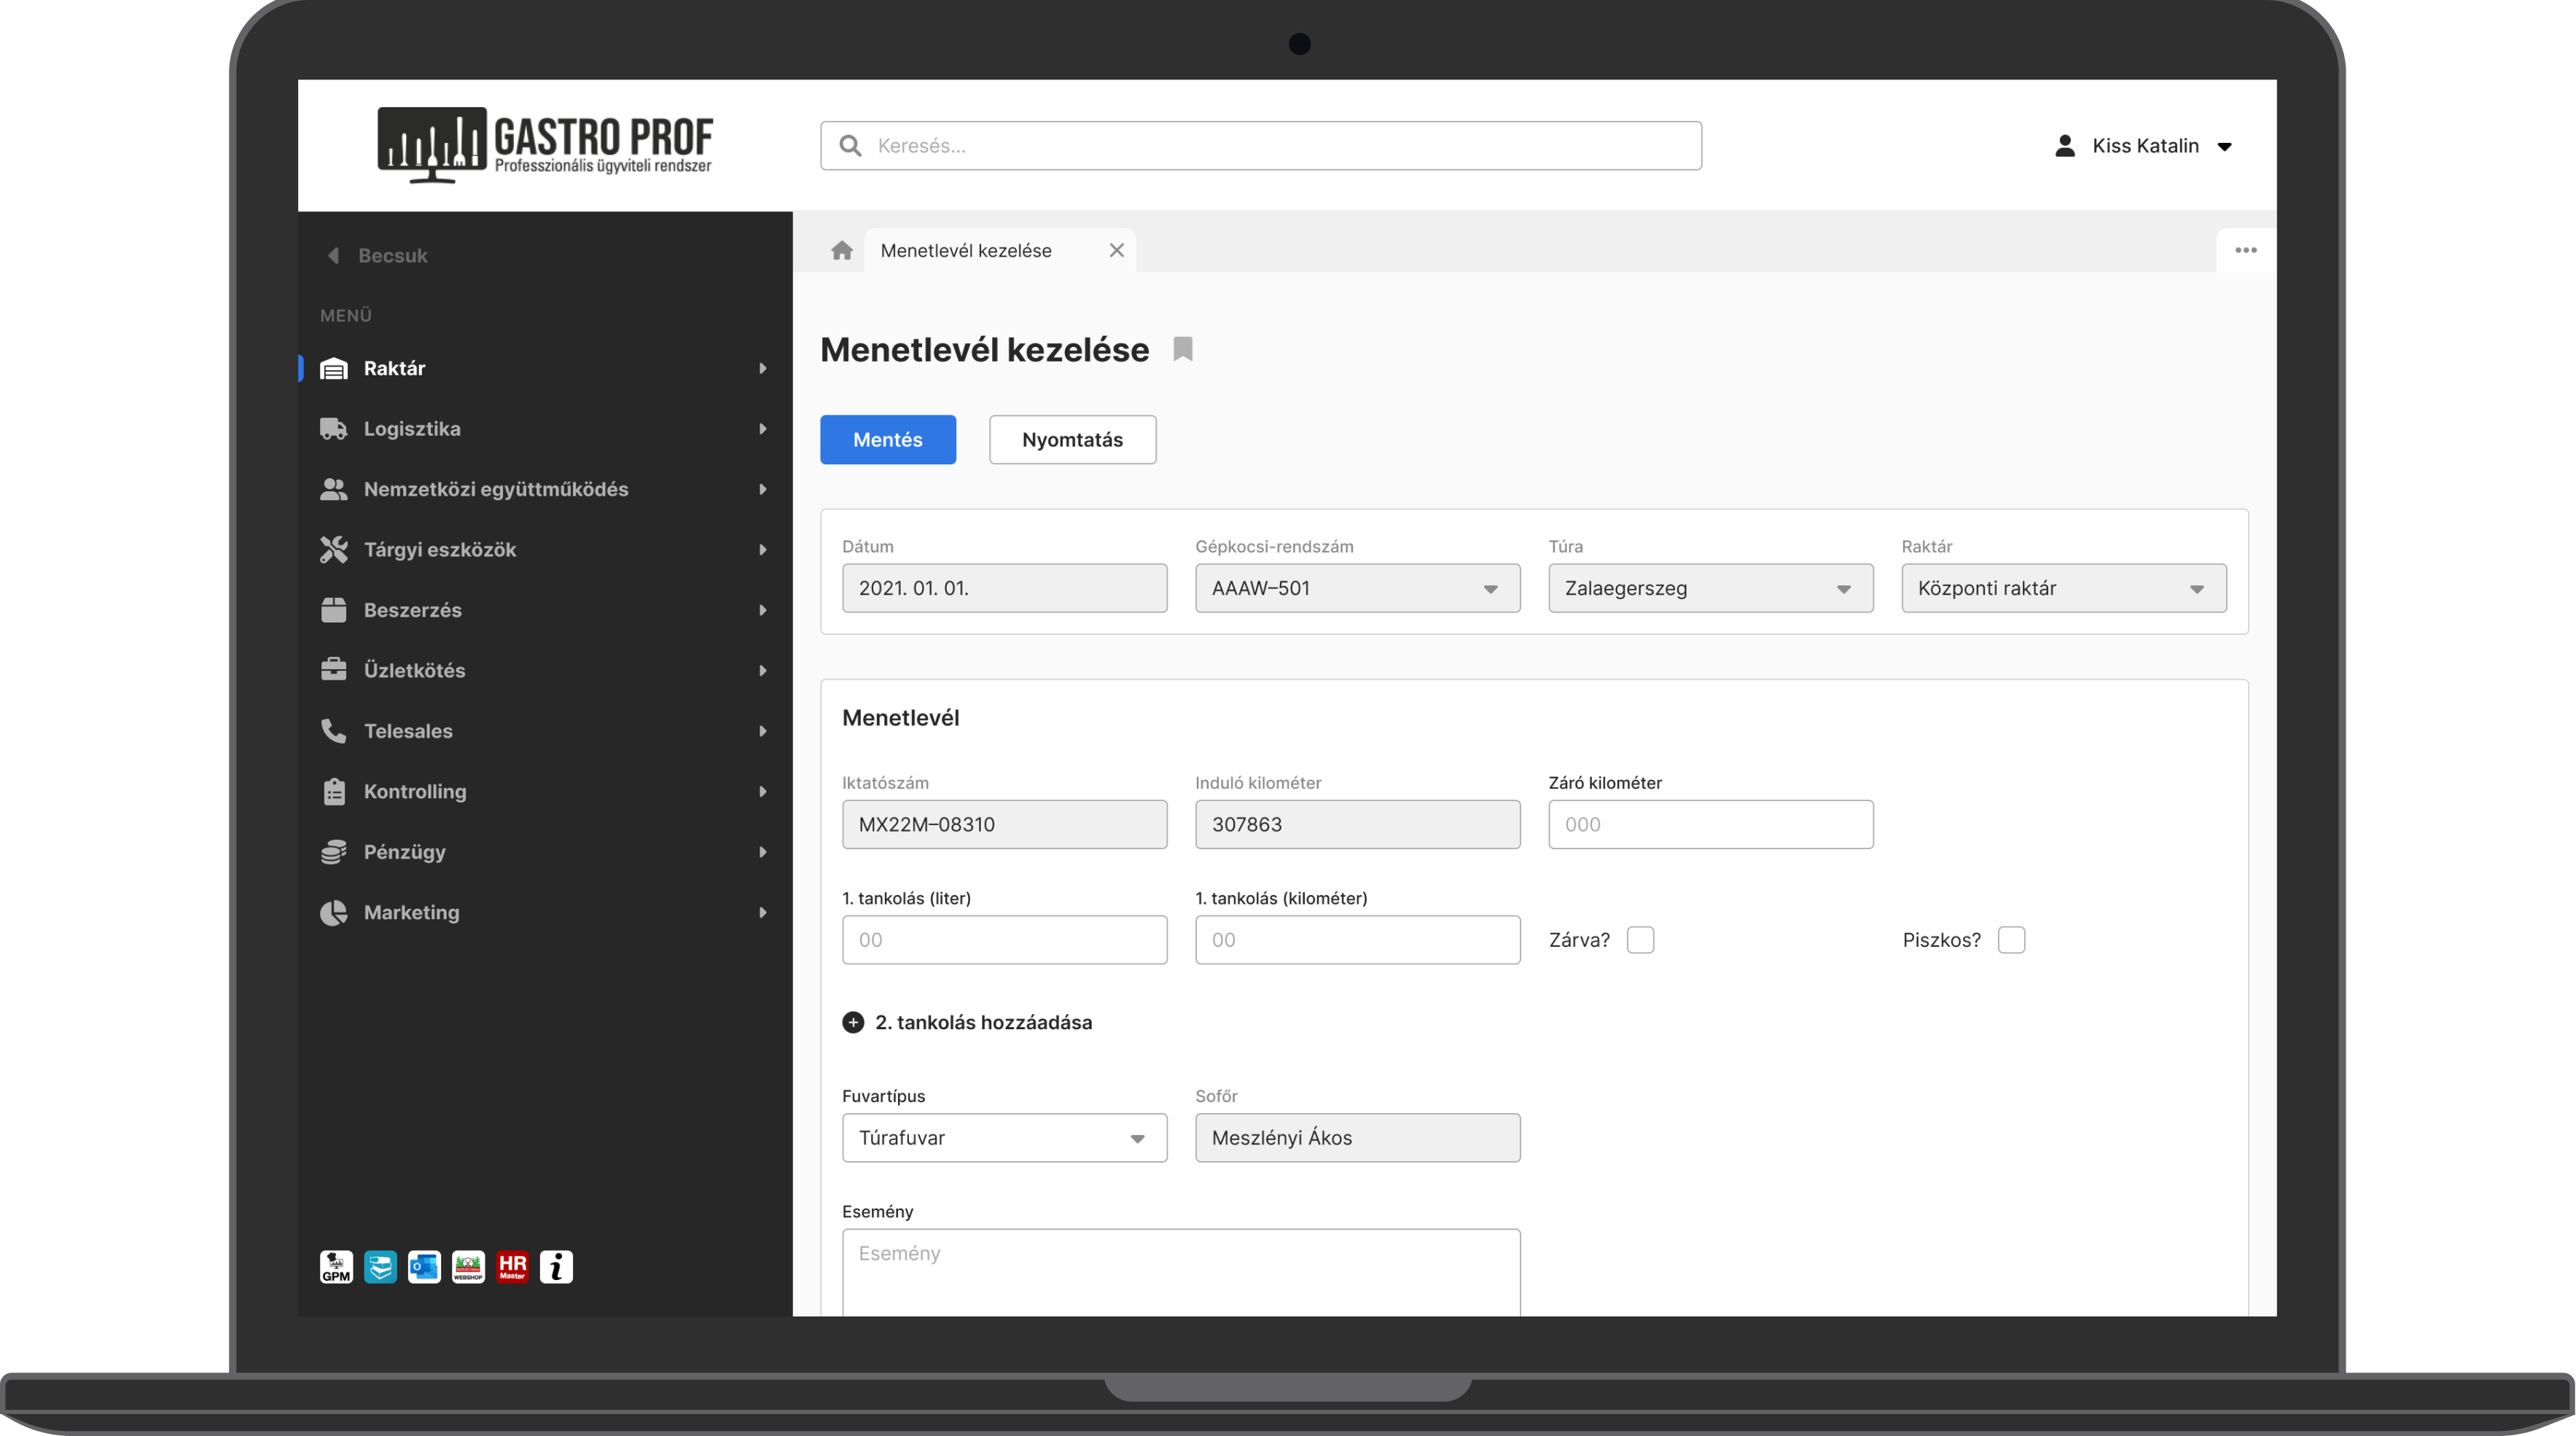 GASTRO PROF
Professzionális ügyviteli rendszer
Keresés...
Kiss Katalin
Becsuk
MENÜ
Raktár
Logisztika
Nemzetközi együttműködés
Tárgyi eszközök
Beszerzés
Üzletkötés
Telesales
Kontrolling
Pénzügy
Marketing
GPM
O
WEBSHOP
HR
Master
i
Menetlevél kezelése
Menetlevél kezelése
Mentés
Nyomtatás
Dátum
Gépkocsi-rendszám
Túra
Raktár
2021. 01. 01.
AAAW–501
Zalaegerszeg
Központi raktár
Menetlevél
Iktatószám
Induló kilométer
Záró kilométer
MX22M–08310
307863
000
1. tankolás (liter)
1. tankolás (kilométer)
00
00
Zárva?
Piszkos?
2. tankolás hozzáadása
Fuvartípus
Sofőr
Túrafuvar
Meszlényi Ákos
Esemény
Esemény